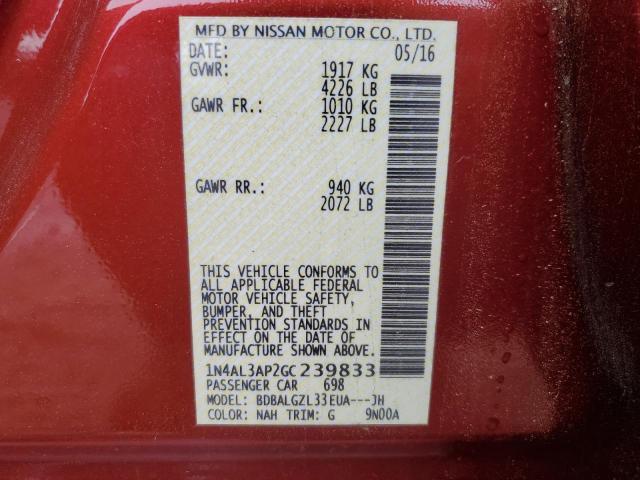 MFD BY NISSAN MOTOR CO., LTD.
DATE: 05/16
GVWR: 1917 KG
4226 LB
GAWR FR.: 1010 KG
2227 LB
GAWR RR.: 940 KG
2072 LB
THIS VEHICLE CONFORMS TO
ALL APPLICABLE FEDERAL
MOTOR VEHICLE SAFETY,
BUMPER, AND THEFT
PREVENTION STANDARDS IN
EFFECT ON THE DATE OF
MANUFACTURE SHOWN ABOVE.
1N4AL3AP2GC239833
PASSENGER CAR 698
MODEL: BDBALGZL33EUA---JH
COLOR: NAH TRIM: G 9N00A